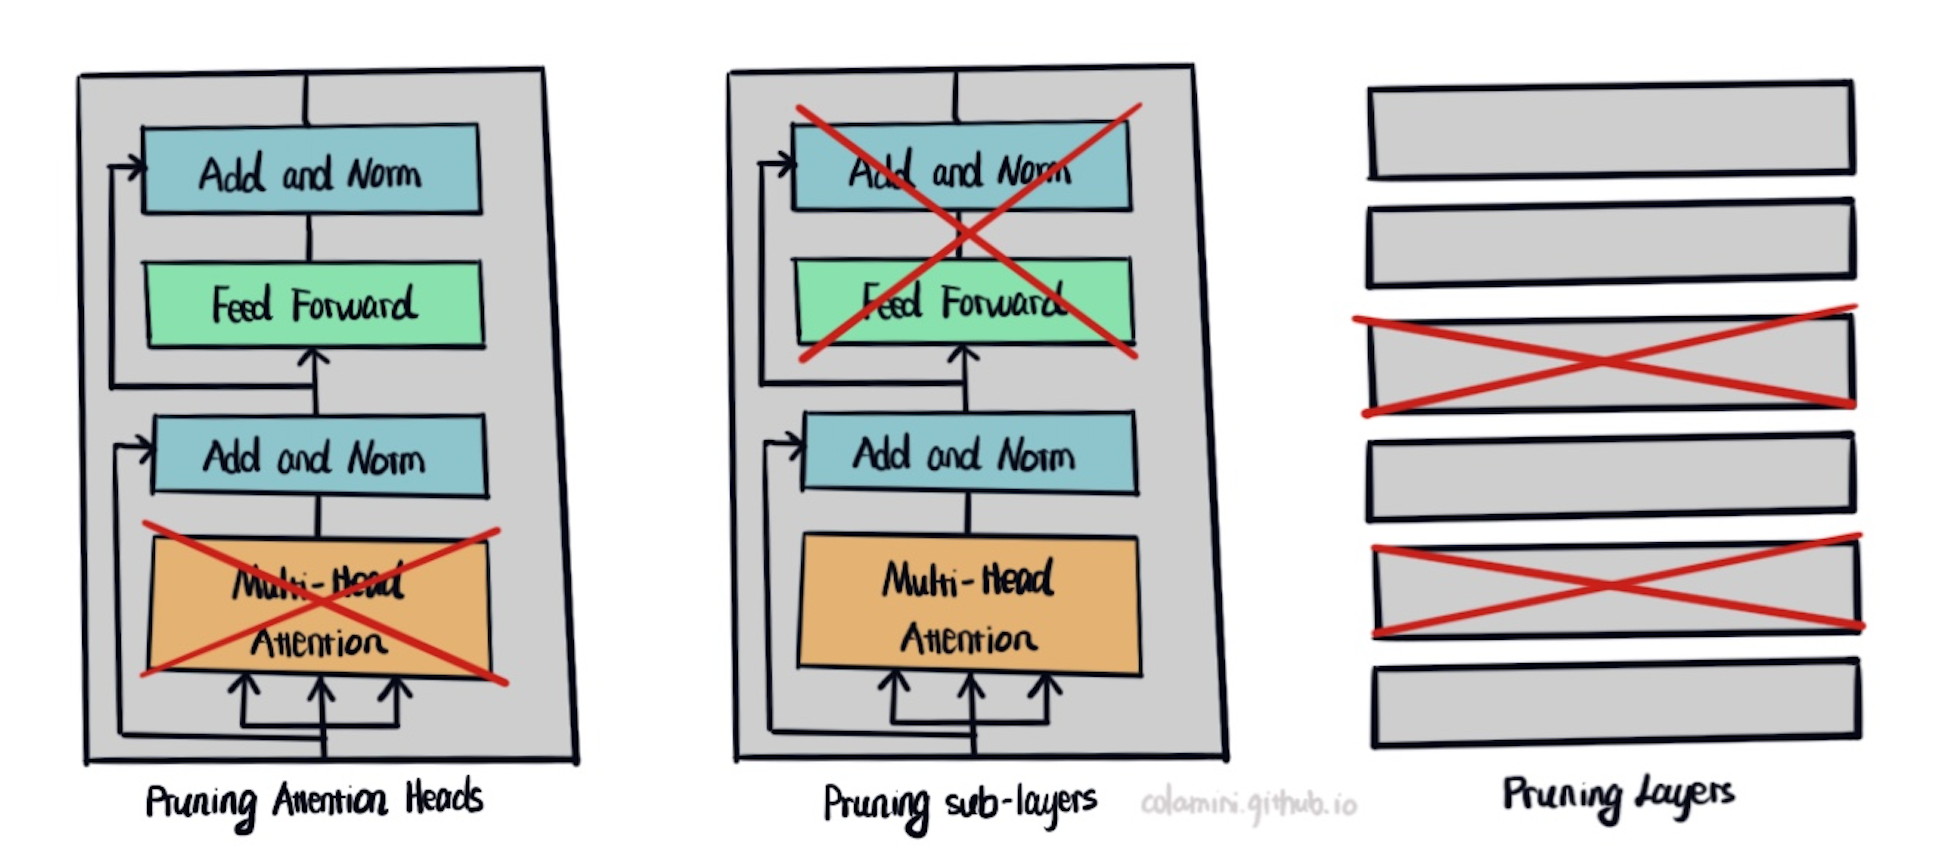 Add and Norm
Feed Forward
Add and Norm
Multi-Head
Attention
Pruning Attention Heads
Add and Norm
Feed Forward
Add and Norm
Multi-Head
Attention
Pruning sub-layers
colamini.github.io
Pruning Layers